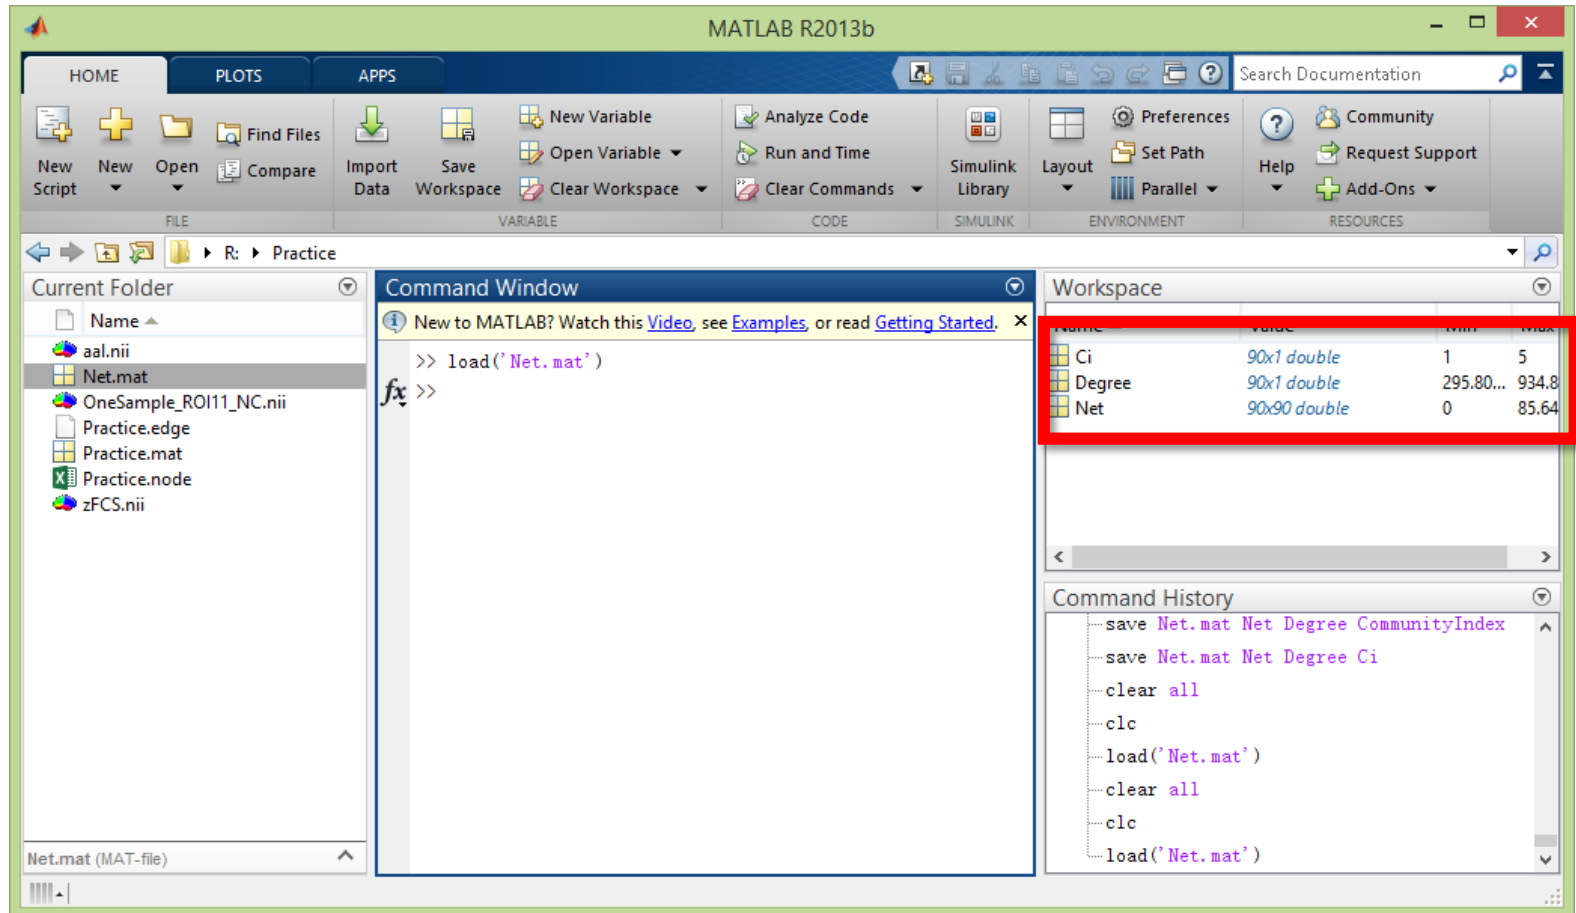 MATLAB R2013b
HOME PLOTS APPS
Search Documentation
New Script
New
Open
Find Files
Compare
FILE
Import Data
Save Workspace
New Variable
Open Variable
Clear Workspace
VARIABLE
Analyze Code
Run and Time
Clear Commands
CODE
Simulink Library
SIMULINK
Layout
Preferences
Set Path
Parallel
ENVIRONMENT
Help
Community
Request Support
Add-Ons
RESOURCES
R: Practice
Current Folder
Name
aal.nii
Net.mat
OneSample_ROI11_NC.nii
Practice.edge
Practice.mat
Practice.node
zFCS.nii
Net.mat (MAT-file)
Command Window
New to MATLAB? Watch this Video, see Examples, or read Getting Started.
>> load('Net.mat')
fx >>
Workspace
Name Value Min Max
Ci 90x1 double 1 5
Degree 90x1 double 295.80... 934.8
Net 90x90 double 0 85.64
Command History
save Net.mat Net Degree CommunityIndex
save Net.mat Net Degree Ci
clear all
clc
load('Net.mat')
clear all
clc
load('Net.mat')